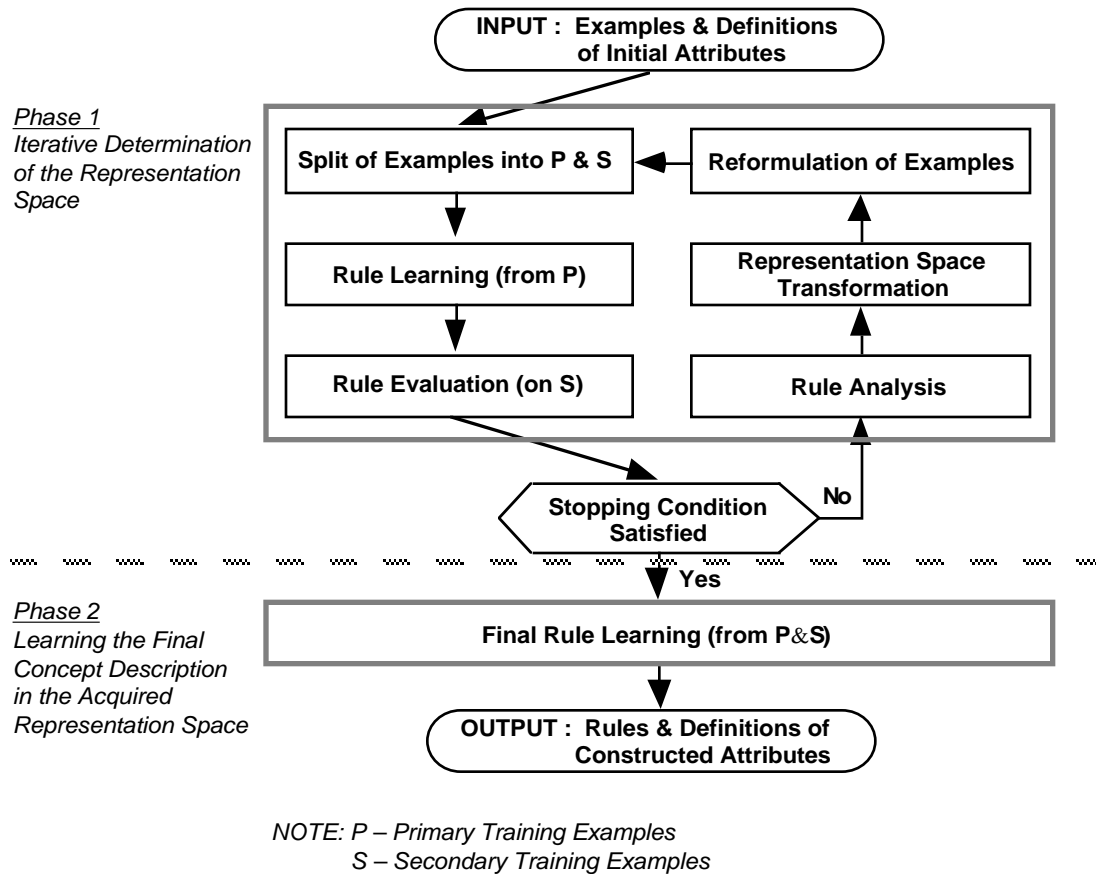 INPUT : Examples & Definitions
of Initial Attributes
Phase 1
Iterative Determination
of the Representation
Space
Split of Examples into P & S
Reformulation of Examples
Rule Learning (from P)
Representation Space
Transformation
Rule Evaluation (on S)
Rule Analysis
Stopping Condition
Satisfied
No
Yes
Phase 2
Learning the Final
Concept Description
in the Acquired
Representation Space
Final Rule Learning (from P&S)
OUTPUT : Rules & Definitions of
Constructed Attributes
NOTE: P – Primary Training Examples
S – Secondary Training Examples